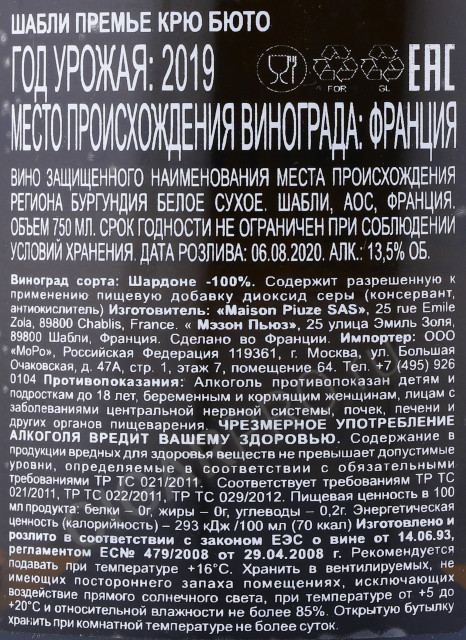 ШАБЛИ ПРЕМЬЕ КРЮ БЮТО
ГОД УРОЖАЯ: 2019
FOR GL
EAC
МЕСТО ПРОИСХОЖДЕНИЯ ВИНОГРАДА: ФРАНЦИЯ
ВИНО ЗАЩИЩЕННОГО НАИМЕНОВАНИЯ МЕСТА ПРОИСХОЖДЕНИЯ
РЕГИОНА БУРГУНДИЯ БЕЛОЕ СУХОЕ. ШАБЛИ, АОС, ФРАНЦИЯ.
ОБЪЕМ 750 МЛ. СРОК ГОДНОСТИ НЕ ОГРАНИЧЕН ПРИ СОБЛЮДЕНИИ
УСЛОВИЙ ХРАНЕНИЯ. ДАТА РОЗЛИВА: 06.08.2020. АЛК.: 13,5% ОБ.
Виноград сорта: Шардоне -100%. Содержит разрешенную к
применению пищевую добавку диоксид серы (консервант,
антиокислитель) Изготовитель: «Maison Piuze SAS», 25 rue Emile
Zola, 89800 Chablis, France. « Мэзон Пьюз», 25 улица Эмиль Золя,
89800 Шабли, Франция. Сделано во Франции. Импортер: ООО
«МоРо», Российская Федерация 119361, г. Москва, ул. Большая
Очаковская, д. 47А, стр. 1, этаж 7, помещение 64. Тел. +7 (495) 926
0104 Противопоказания: Алкоголь противопоказан детям и
подросткам до 18 лет, беременным и кормящим женщинам, лицам с
заболеваниями центральной нервной системы, почек, печени и
других органов пищеварения. ЧРЕЗМЕРНОЕ УПОТРЕБЛЕНИЕ
АЛКОГОЛЯ ВРЕДИТ ВАШЕМУ ЗДОРОВЬЮ. Содержание в
продукции вредных для здоровья веществ не превышает допустимые
уровни, определяемые в соответствии с обязательными
требованиями ТР ТС 021/2011. Соответствует требованиям ТР ТС
021/2011, ТР ТС 022/2011, ТР ТС 029/2012. Пищевая ценность в 100
мл продукта: белки – 0г, жиры – 0г, углеводы – 0,2г. Энергетическая
ценность (калорийность) – 293 кДж /100 мл (70 ккал) Изготовлено и
розлито в соответствии с законом ЕЭС о вине от 14.06.93,
регламентом ЕС№ 479/2008 от 29.04.2008 г. Рекомендуется
подавать при температуре +16°С. Хранить в вентилируемых, не
имеющих постороннего запаха помещениях, исключающих
воздействие прямого солнечного света, при температуре от +5 до
+20°С и относительной влажности не более 85%. Открытую бутылку
хранить при комнатной температуре не более суток.